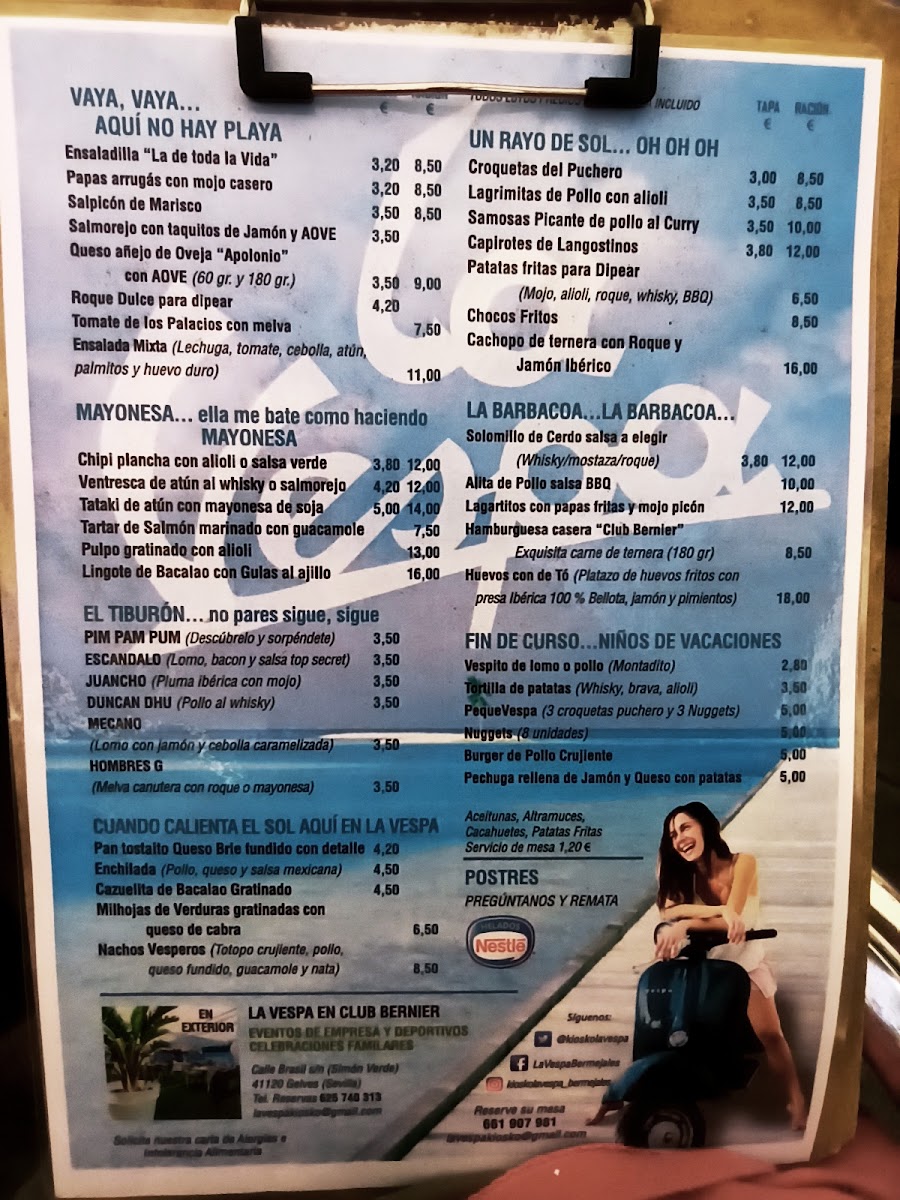 VAYA, VAYA...
AQUÍ NO HAY PLAYA
€ €
Ensaladilla "La de toda la Vida" 3,20 8,50
Papas arrugás con mojo casero 3,20 8,50
Salpicón de Marisco 3,50 8,50
Salmorejo con taquitos de Jamón y AOVE 3,50
Queso añejo de Oveja "Apolonio"
con AOVE (60 gr. y 180 gr.) 3,50 9,00
Roque Dulce para dipear 4,20
Tomate de los Palacios con melva 7,50
Ensalada Mixta (Lechuga, tomate, cebolla, atún,
palmitos y huevo duro) 11,00
MAYONESA... ella me bate como haciendo
MAYONESA
Chipi plancha con alioli o salsa verde 3,80 12,00
Ventresca de atún al whisky o salmorejo 4,20 12,00
Tataki de atún con mayonesa de soja 5,00 14,00
Tartar de Salmón marinado con guacamole 7,50
Pulpo gratinado con alioli 13,00
Lingote de Bacalao con Gulas al ajillo 16,00
EL TIBURÓN... no pares sigue, sigue
PIM PAM PUM (Descúbrelo y sorpéndete) 3,50
ESCANDALO (Lomo, bacon y salsa top secret) 3,50
JUANCHO (Pluma ibérica con mojo) 3,50
DUNCAN DHU (Pollo al whisky) 3,50
MECANO
(Lomo con jamón y cebolla caramelizada) 3,50
HOMBRES G
(Melva canutera con roque o mayonesa) 3,50
CUANDO CALIENTA EL SOL AQUÍ EN LA VESPA
Pan tostaito Queso Brie fundido con detalle 4,20
Enchilada (Pollo, queso y salsa mexicana) 4,50
Cazuelita de Bacalao Gratinado 4,50
Milhojas de Verduras gratinadas con
queso de cabra 6,50
Nachos Vesperos (Totopo crujiente, pollo,
queso fundido, guacamole y nata) 8,50
INCLUIDO TAPA RACIÓN
€ €
UN RAYO DE SOL... OH OH OH
Croquetas del Puchero 3,00 8,50
Lagrimitas de Pollo con alioli 3,50 8,50
Samosas Picante de pollo al Curry 3,50 10,00
Capirotes de Langostinos 3,80 12,00
Patatas fritas para Dipear
(Mojo, alioli, roque, whisky, BBQ) 6,50
Chocos Fritos 8,50
Cachopo de ternera con Roque y
Jamón Ibérico 16,00
LA BARBACOA...LA BARBACOA...
Solomillo de Cerdo salsa a elegir
(Whisky/mostaza/roque) 3,80 12,00
Alita de Pollo salsa BBQ 10,00
Lagartitos con papas fritas y mojo picón 12,00
Hamburguesa casera "Club Bernier"
Exquisita carne de ternera (180 gr) 8,50
Huevos con de Tó (Platazo de huevos fritos con
presa Ibérica 100 % Bellota, jamón y pimientos) 18,00
FIN DE CURSO...NIÑOS DE VACACIONES
Vespito de lomo o pollo (Montadito) 2,80
Tortilla de patatas (Whisky, brava, alioli) 3,50
PequeVespa (3 croquetas puchero y 3 Nuggets) 5,00
Nuggets (8 unidades) 5,00
Burger de Pollo Crujiente 5,00
Pechuga rellena de Jamón y Queso con patatas 5,00
Aceitunas, Altramuces,
Cacahuetes, Patatas Fritas
Servicio de mesa 1,20 €
POSTRES
PREGÚNTANOS Y REMATA
HELADOS
Nestlé
EN
EXTERIOR
LA VESPA EN CLUB BERNIER
EVENTOS DE EMPRESA Y DEPORTIVOS
CELEBRACIONES FAMILARES
Calle Brasil s/n (Simón Verde)
41120 Gelves (Sevilla)
Tel. Reservas 625 740 313
lavespakiosko@gmail.com
Solicite nuestra carta de Alergias e
Intolerancia Alimentaria
Síguenos:
@kioskolavespa
LaVespaBermejales
kioskolavespa_bermejales
Reserve su mesa
661 907 981
lavespakiosko@gmail.com
La Vespa